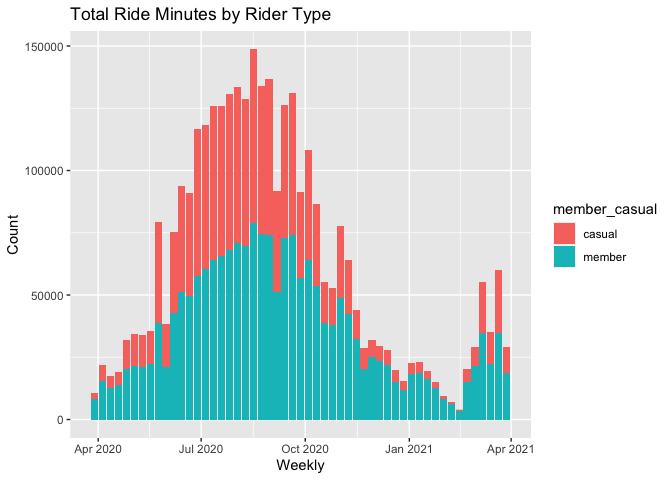 Total Ride Minutes by Rider Type
150000
100000
50000
0
Count
Apr 2020 Jul 2020 Oct 2020 Jan 2021 Apr 2021
Weekly
member_casual
casual
member